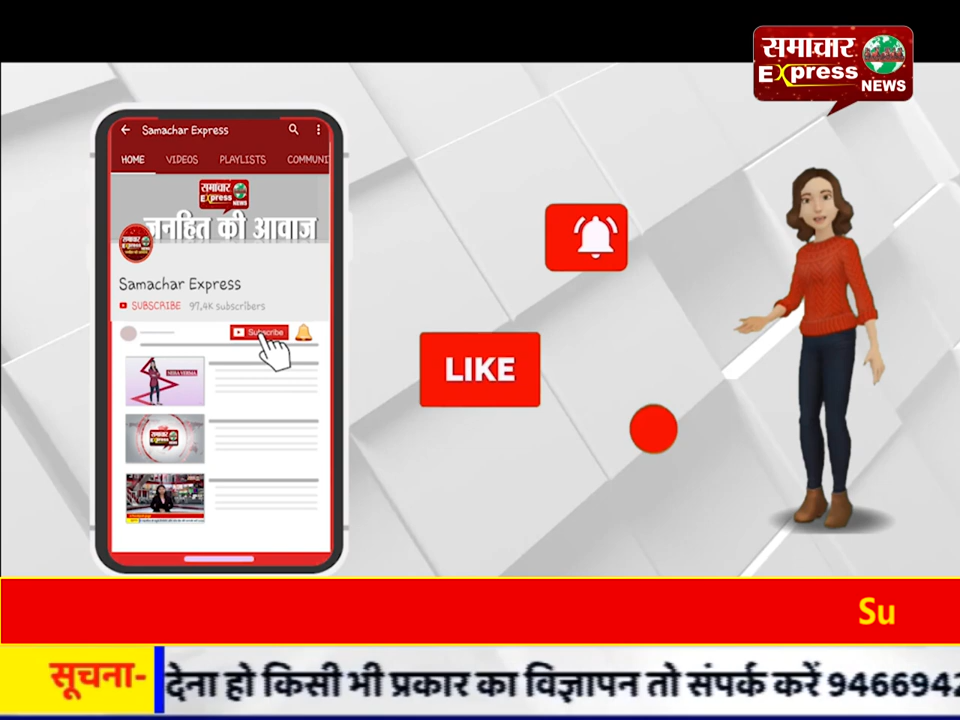 समाचार
Express
NEWS
Samachar Express
HOME VIDEOS PLAYLISTS COMMUNI
समाचार
Express
NEWS
जनहित की आवाज
Samachar Express
SUBSCRIBE 97.4K subscribers
Subscribe
LIKE
Su
सूचना- देना हो किसी भी प्रकार का विज्ञापन तो संपर्क करें 9466942